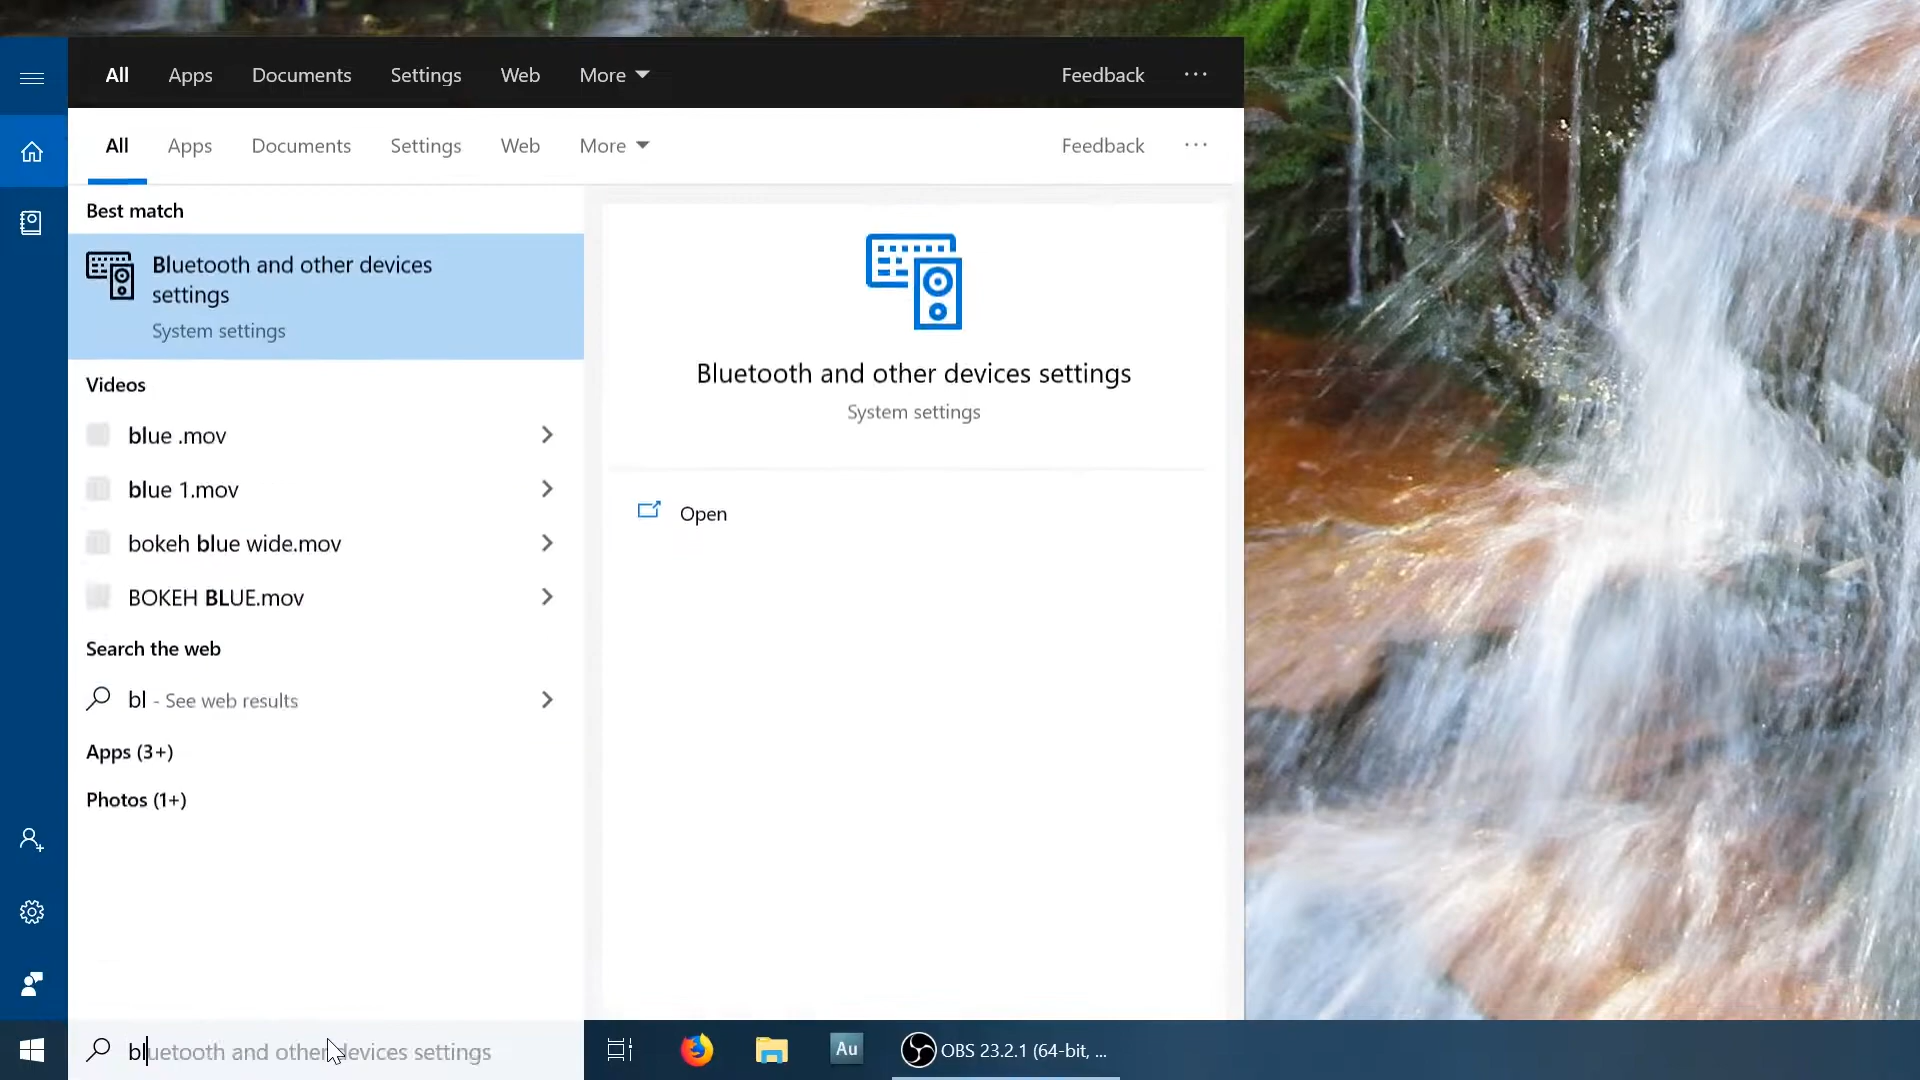 All Apps Documents Settings Web More Feedback ...
All Apps Documents Settings Web More Feedback ...
Best match
Bluetooth and other devices
settings
System settings
Videos
blue .mov
blue 1.mov
bokeh blue wide.mov
BOKEH BLUE.mov
Search the web
bl - See web results
Apps (3+)
Photos (1+)
Bluetooth and other devices settings
System settings
Open
bluetooth and other devices settings
Au
OBS 23.2.1 (64-bit, ...